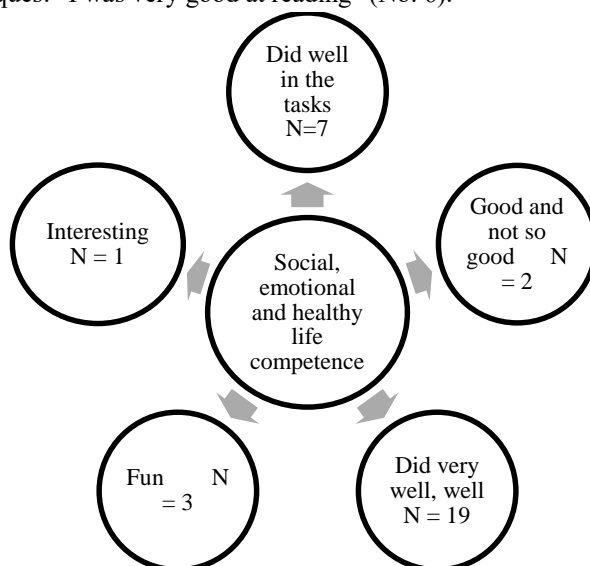 ques. "I was very good at reading" (No. 6).
Did well
in the
tasks
N=7
Interesting
N = 1
Good and
not so
good N
= 2
Social,
emotional
and healthy
life
competence
Fun N
= 3
Did very
well, well
N = 19